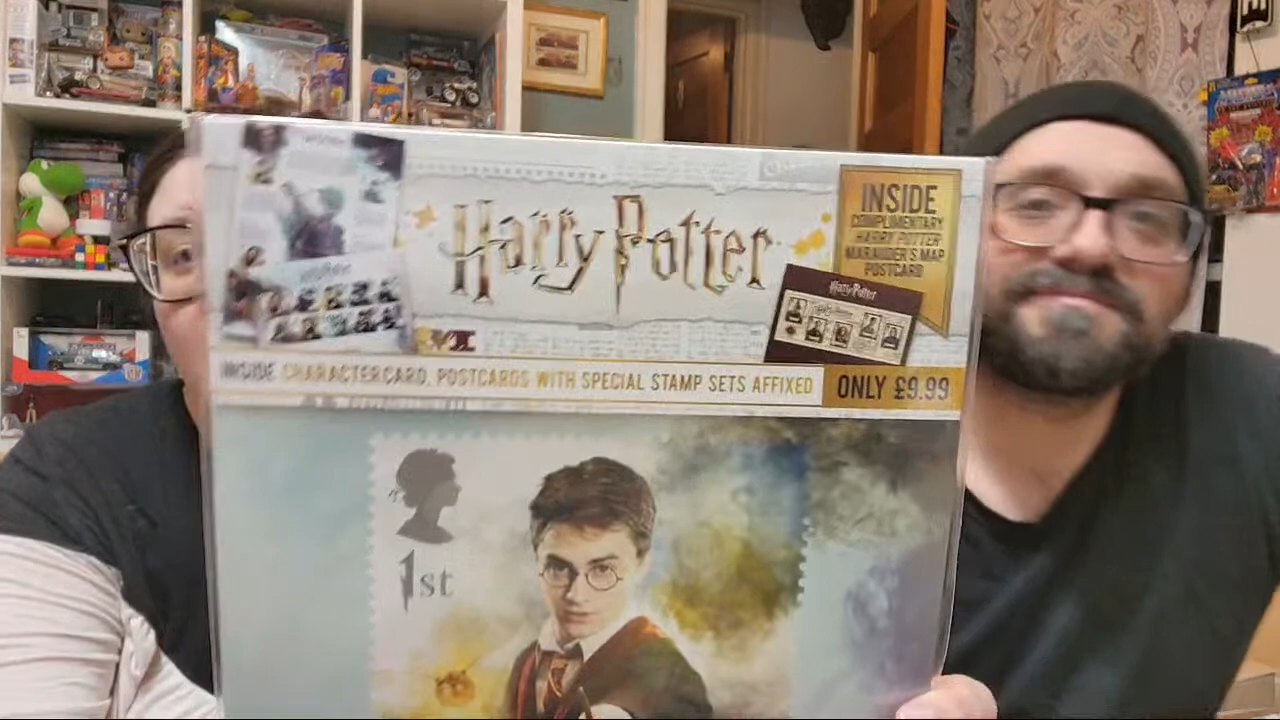 Harry Potter
INSIDE
COMPLIMENTARY
HARRY POTTER
MARAUDER'S MAP
POSTCARD
Harry Potter
INSIDE CHARACTER CARD, POSTCARDS WITH SPECIAL STAMP SETS AFFIXED
ONLY £9.99
1st